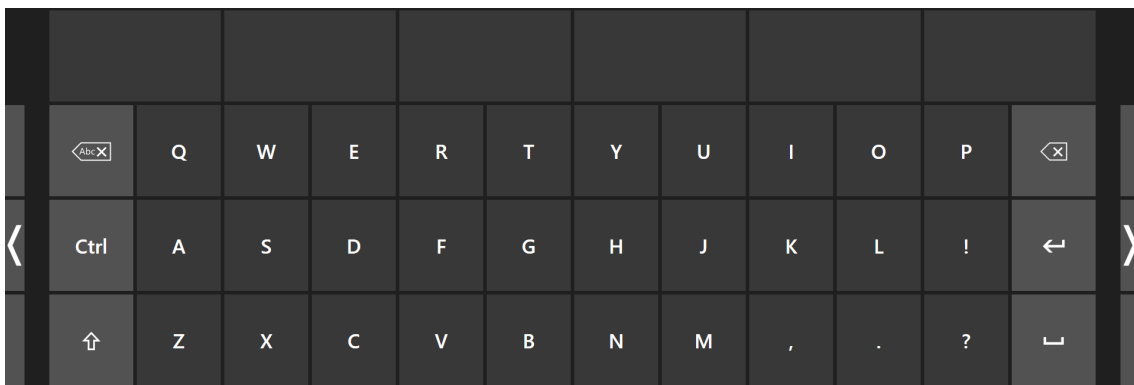 Abc Q W E R T Y U I O P
Ctrl A S D F G H J K L !
Z X C V B N M , . ?